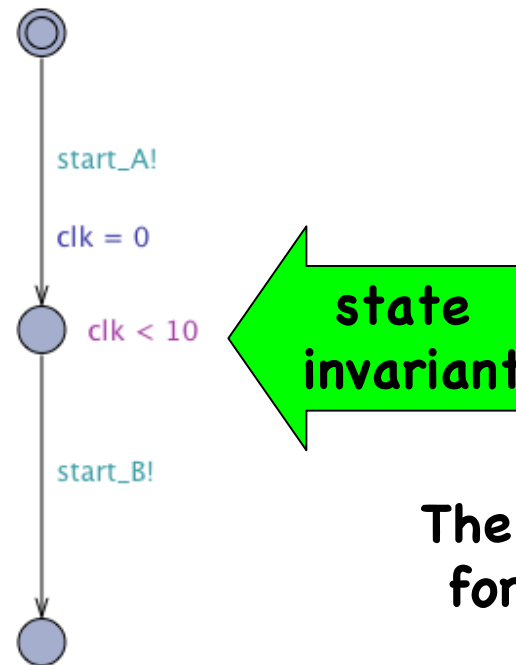 start_A!
clk = 0
clk < 10
state
invariant
start_B!
The
for